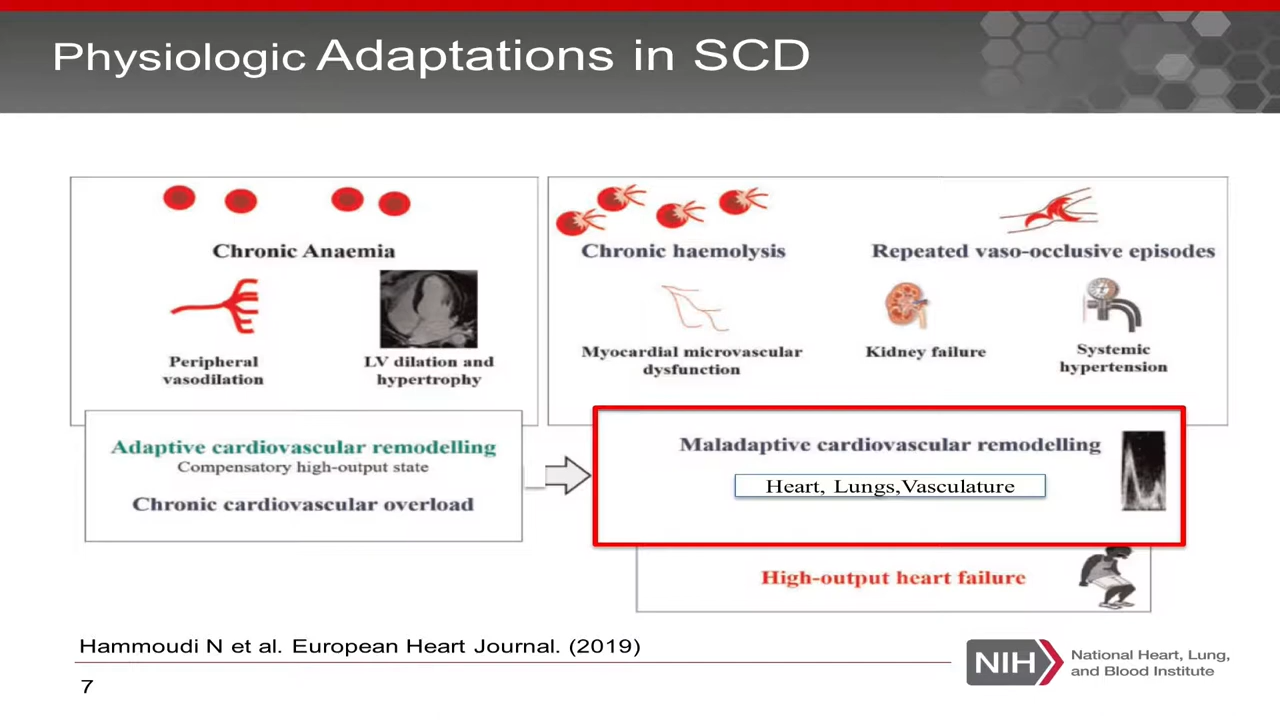 Physiologic Adaptations in SCD
Chronic Anaemia
Peripheral
vasodilation
LV dilation and
hypertrophy
Chronic haemolysis
Repeated vaso-occlusive episodes
Myocardial microvascular
dysfunction
Kidney failure
Systemic
hypertension
Adaptive cardiovascular remodelling
Compensatory high-output state
Chronic cardiovascular overload
Maladaptive cardiovascular remodelling
Heart, Lungs,Vasculature
High-output heart failure
Hammoudi N et al. European Heart Journal. (2019)
7
NIH
National Heart, Lung,
and Blood Institute